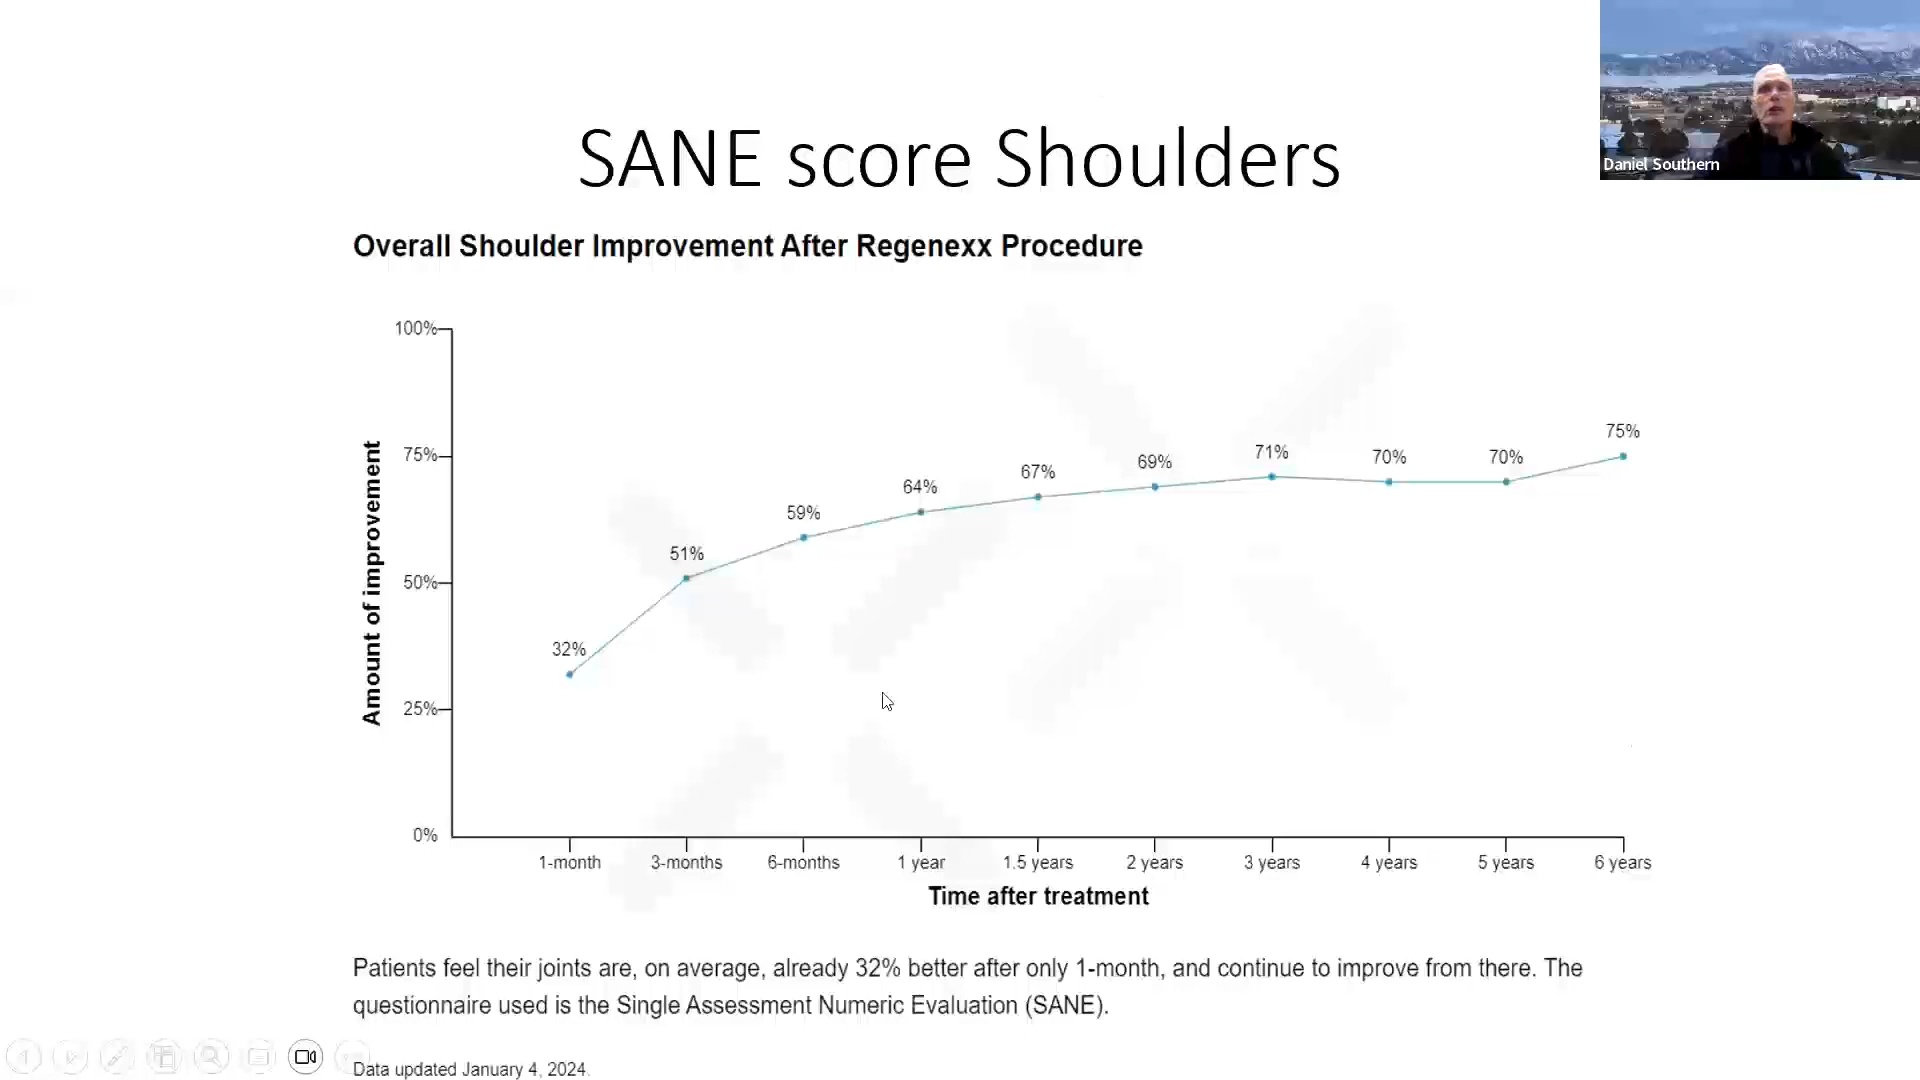 SANE score Shoulders
Daniel Southern
Overall Shoulder Improvement After Regenexx Procedure
100%
75%
50%
25%
0%
Amount of improvement
32%
51%
59%
64%
67%
69%
71%
70%
70%
75%
1-month
3-months
6-months
1 year
1.5 years
2 years
3 years
4 years
5 years
6 years
Time after treatment
Patients feel their joints are, on average, already 32% better after only 1-month, and continue to improve from there. The
questionnaire used is the Single Assessment Numeric Evaluation (SANE).
Data updated January 4, 2024.